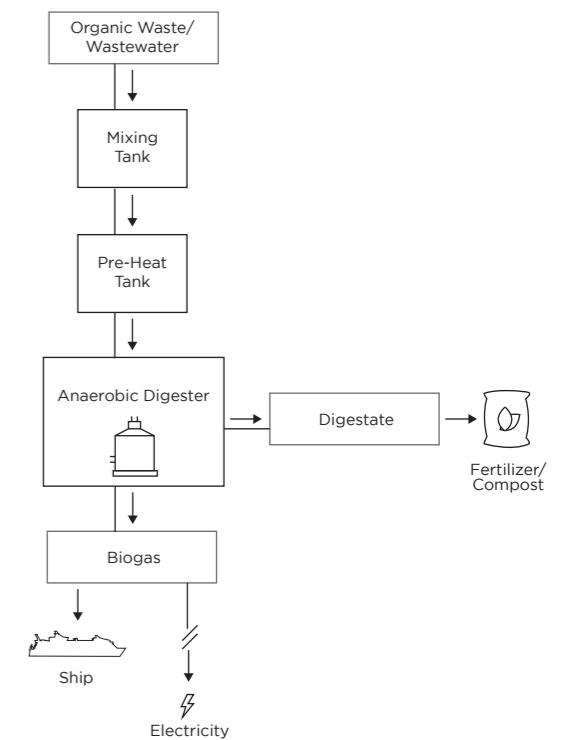 Organic Waste/
Wastewater
Mixing
Tank
Pre-Heat
Tank
Anaerobic Digester
Digestate
Fertilizer/
Compost
Biogas
Ship
Electricity